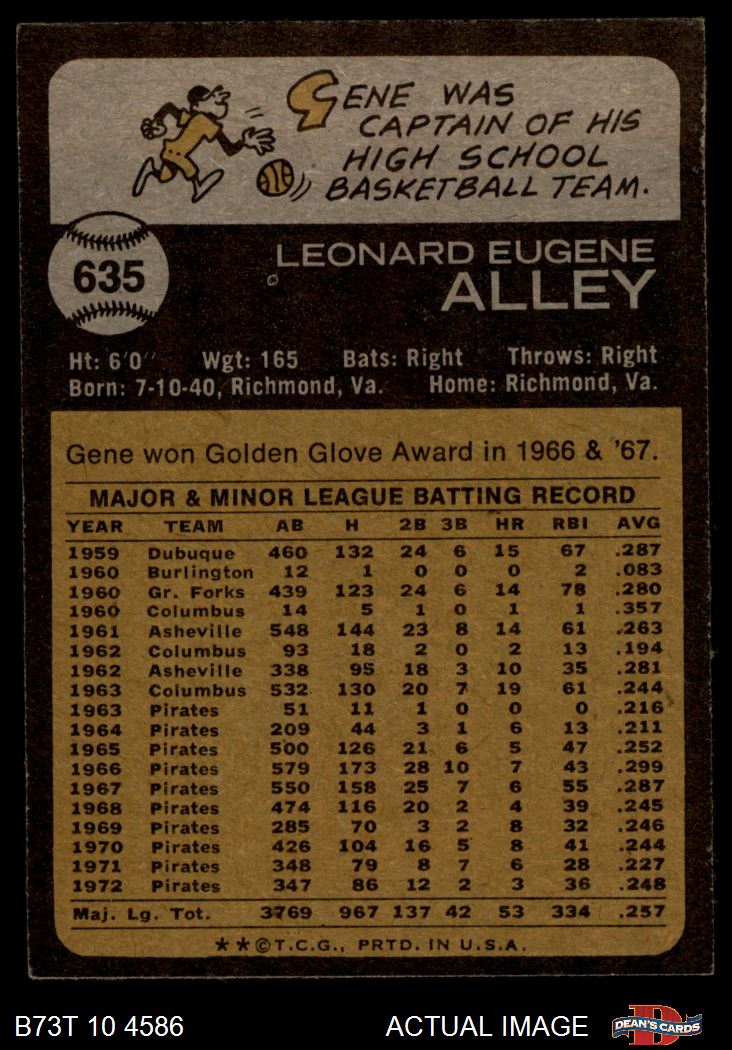 GENE WAS
CAPTAIN OF HIS
HIGH SCHOOL
BASKETBALL TEAM.
635
LEONARD EUGENE
ALLEY
Ht: 6'0" Wgt: 165 Bats: Right Throws: Right
Born: 7-10-40, Richmond, Va. Home: Richmond, Va.
Gene won Golden Glove Award in 1966 & '67.
MAJOR & MINOR LEAGUE BATTING RECORD
YEAR TEAM AB H 2B 3B HR RBI AVG
1959 Dubuque 460 132 24 6 15 67 .287
1960 Burlington 12 1 0 0 0 2 .083
1960 Gr. Forks 439 123 24 6 14 78 .280
1960 Columbus 14 5 1 0 1 1 .357
1961 Asheville 548 144 23 8 14 61 .263
1962 Columbus 93 18 2 0 2 13 .194
1962 Asheville 338 95 18 3 10 35 .281
1963 Columbus 532 130 20 7 19 61 .244
1963 Pirates 51 11 1 0 0 0 .216
1964 Pirates 209 44 3 1 6 13 .211
1965 Pirates 500 126 21 6 5 47 .252
1966 Pirates 579 173 28 10 7 43 .299
1967 Pirates 550 158 25 7 6 55 .287
1968 Pirates 474 116 20 2 4 39 .245
1969 Pirates 285 70 3 2 8 32 .246
1970 Pirates 426 104 16 5 8 41 .244
1971 Pirates 348 79 8 7 6 28 .227
1972 Pirates 347 86 12 2 3 36 .248
Maj. Lg. Tot. 3769 967 137 42 53 334 .257
★★©T.C.G., PRTD. IN U.S.A.
B73T 10 4586 ACTUAL IMAGE
D
DEAN'S CARDS